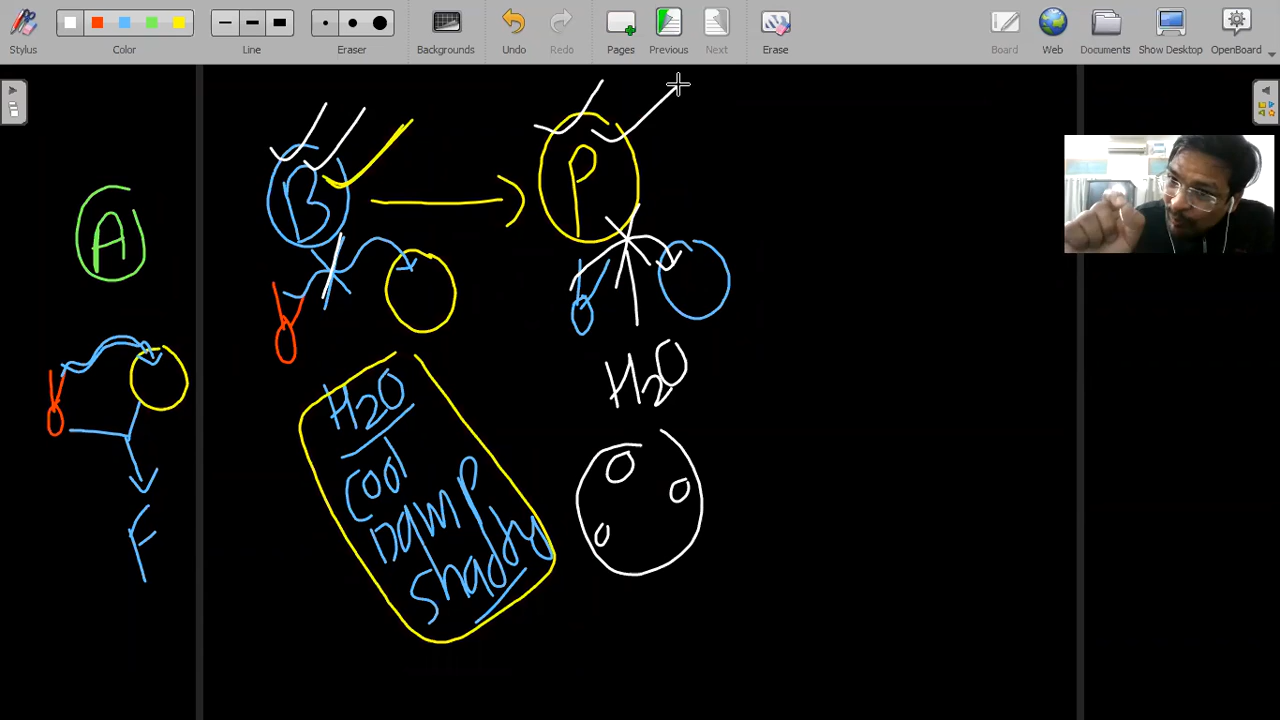 Stylus
Color
Line
Eraser
Backgrounds
Undo
Redo
Pages
Previous
Next
Erase
Board
Web
Documents
Show Desktop
OpenBoard
A
B
P
F
H2O
Cool
Damp
Shady
H2O